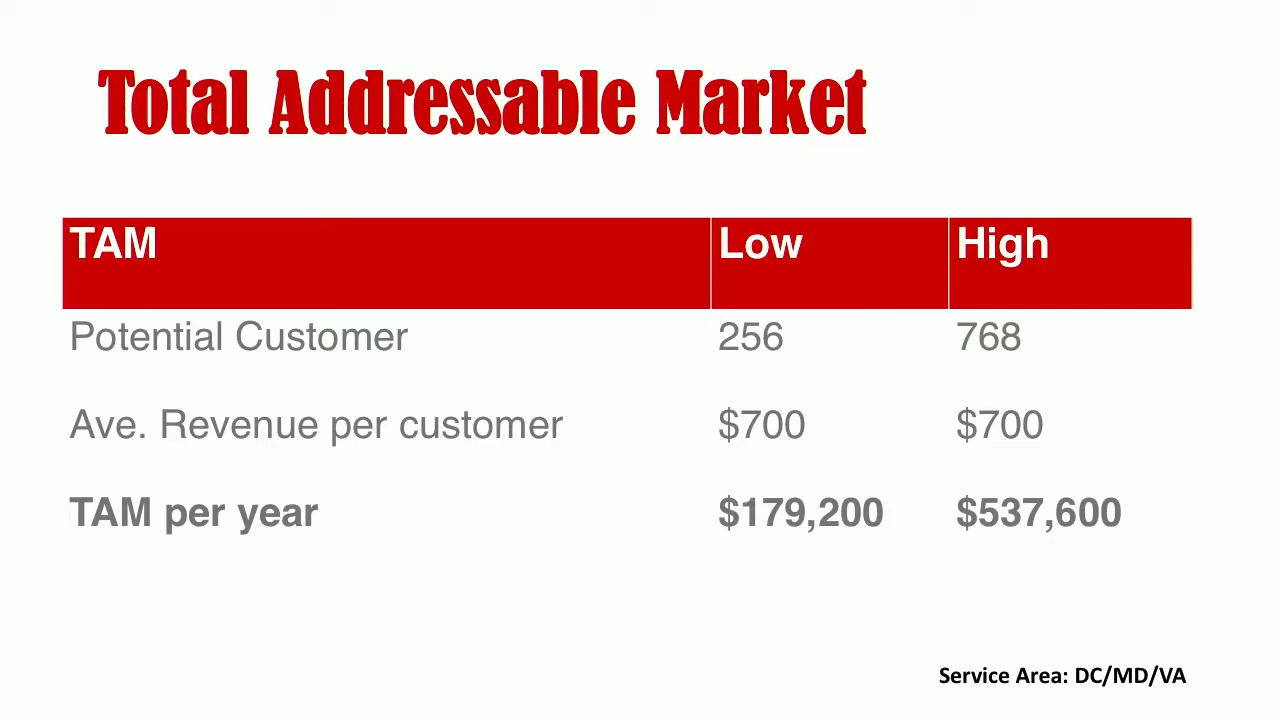 Total Addressable Market
TAM Low High
Potential Customer 256 768
Ave. Revenue per customer $700 $700
TAM per year $179,200 $537,600
Service Area: DC/MD/VA